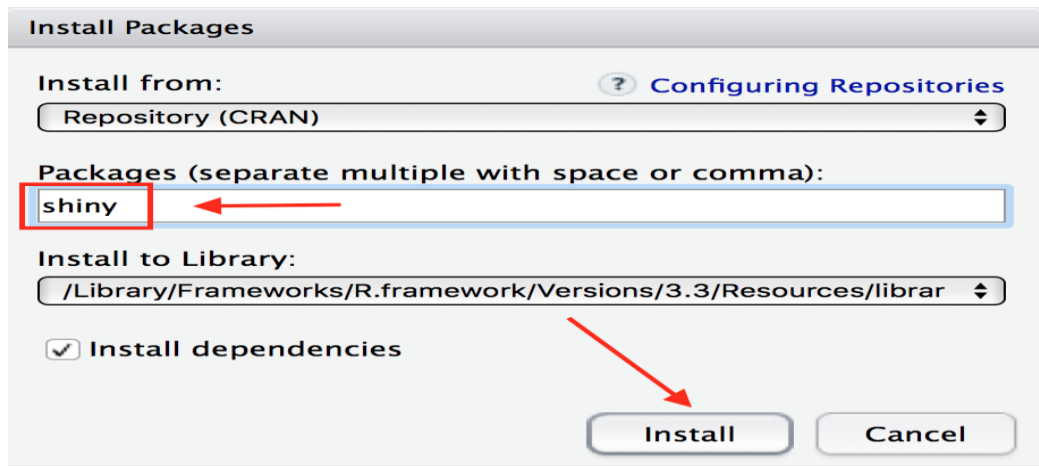 Install Packages
Install from:
? Configuring Repositories
Repository (CRAN)
Packages (separate multiple with space or comma):
shiny
Install to Library:
/Library/Frameworks/R.framework/Versions/3.3/Resources/librar
Install dependencies
Install
Cancel